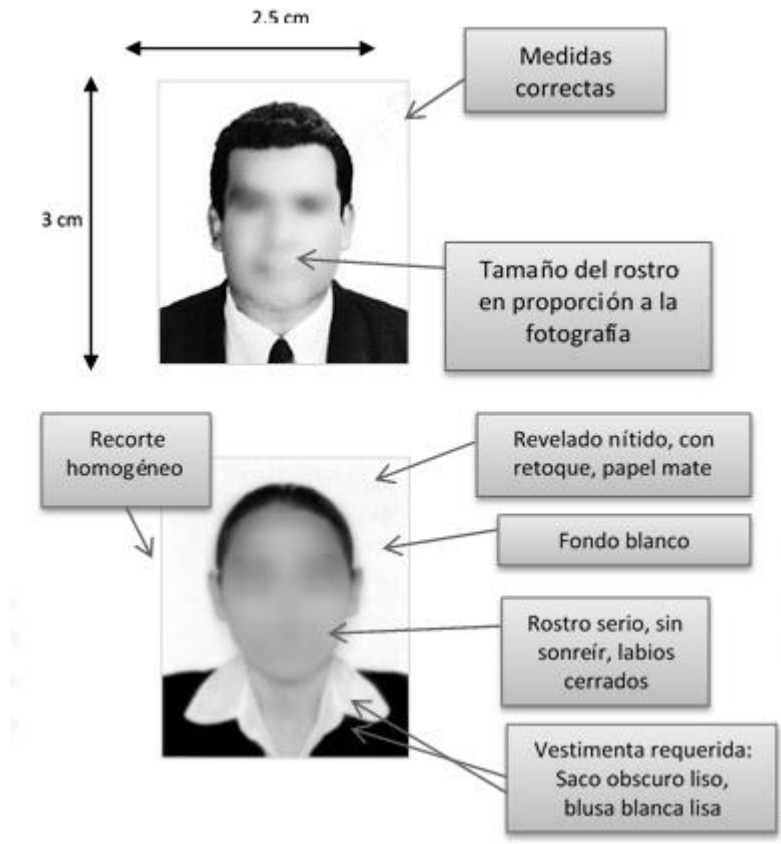 2.5 cm
Medidas
correctas
3 cm
Tamaño del rostro
en proporción a la
fotografía
Recorte
homogéneo
Revelado nítido, con
retoque, papel mate
Fondo blanco
Rostro serio, sin
sonreír, labios
cerrados
Vestimenta requerida:
Saco obscuro liso,
blusa blanca lisa